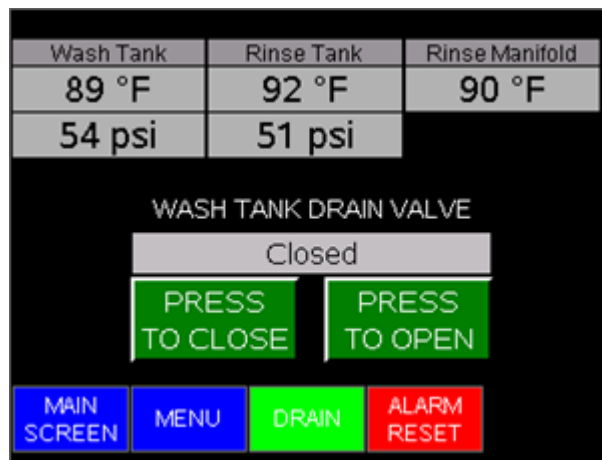 Wash Tank Rinse Tank Rinse Manifold
89 °F 92 °F 90 °F
54 psi 51 psi
WASH TANK DRAIN VALVE
Closed
PRESS
TO CLOSE
PRESS
TO OPEN
MAIN
SCREEN
MENU
DRAIN
ALARM
RESET